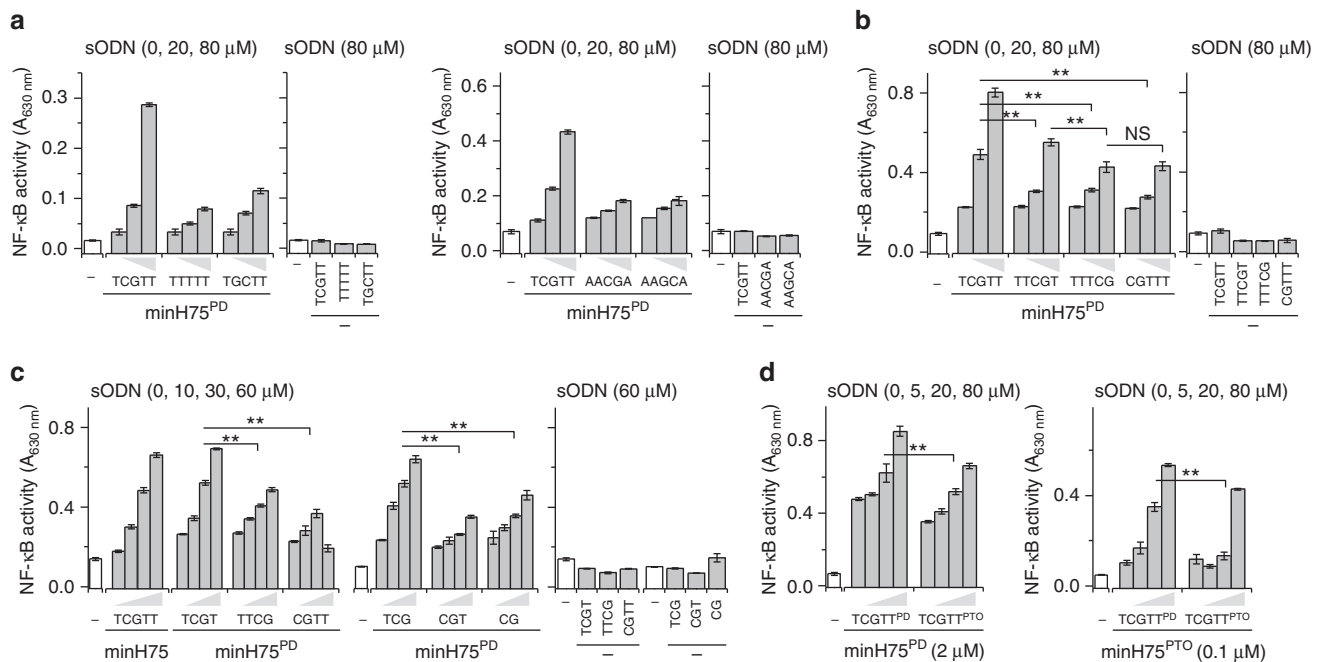 a
sODN (0, 20, 80 μM)
sODN (80 μM)
NF-κB activity (A630 nm)
0.3
0.1
0.0
–
TCGTT
TTTTT
TGCTT
minH75PD
TCGTT
TTTTT
TGCTT
–
sODN (0, 20, 80 μM)
sODN (80 μM)
NF-κB activity (A630 nm)
0.6
0.4
0.2
0.0
–
TCGTT
AACGA
AAGCA
minH75PD
TCGTT
AACGA
AAGCA
–
b
sODN (0, 20, 80 μM)
sODN (80 μM)
NF-κB activity (A630 nm)
0.8
0.4
0.0
**
**
**
**
NS
–
TCGTT
TTCGT
TTTCG
CGTTT
minH75PD
TCGTT
TTCGT
TTTCG
CGTTT
–
c
sODN (0, 10, 30, 60 μM)
sODN (60 μM)
NF-κB activity (A630 nm)
0.8
0.4
0.0
**
**
**
**
–
TCGTT
TCGT
TTCG
CGTT
minH75
minH75PD
–
TCG
CGT
CG
minH75PD
–
TCGT
TTCG
CGTT
–
–
TCG
CGT
CG
–
d
sODN (0, 5, 20, 80 μM)
NF-κB activity (A630 nm)
0.8
0.4
0.0
**
–
TCGTTPD
TCGTTPTO
minH75PD (2 μM)
sODN (0, 5, 20, 80 μM)
NF-κB activity (A630 nm)
0.4
0.0
**
–
TCGTTPD
TCGTTPTO
minH75PTO (0.1 μM)